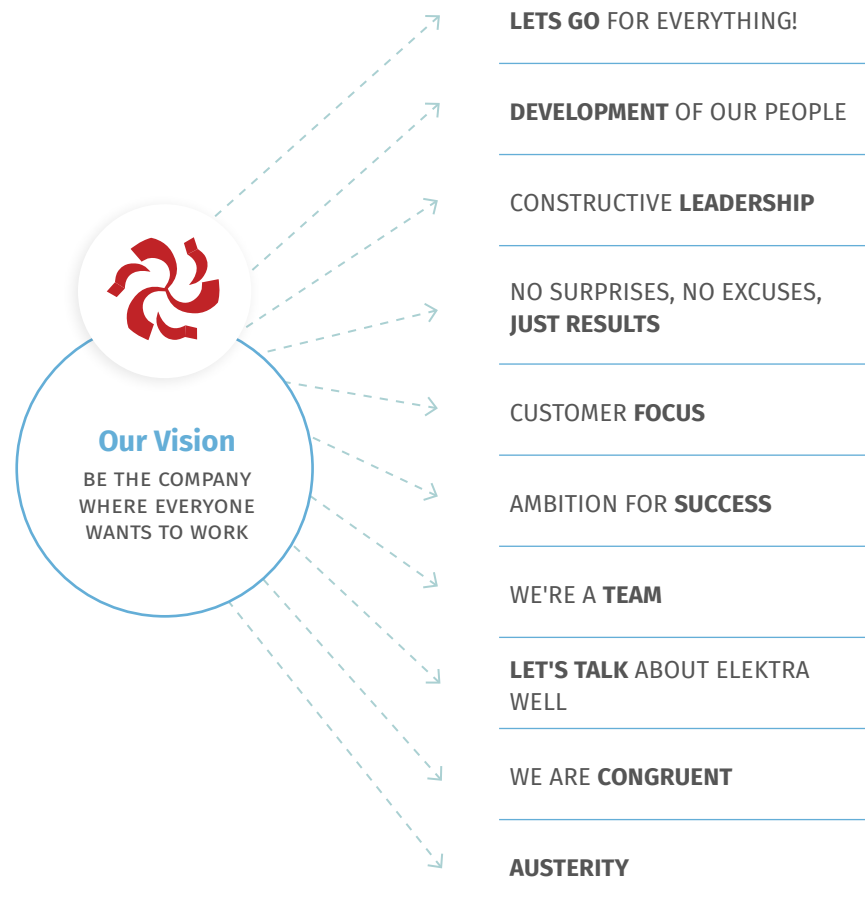 LETS GO FOR EVERYTHING!
DEVELOPMENT OF OUR PEOPLE
CONSTRUCTIVE LEADERSHIP
NO SURPRISES, NO EXCUSES,
JUST RESULTS
CUSTOMER FOCUS
AMBITION FOR SUCCESS
WE'RE A TEAM
LET'S TALK ABOUT ELEKTRA
WELL
WE ARE CONGRUENT
AUSTERITY
Our Vision
BE THE COMPANY
WHERE EVERYONE
WANTS TO WORK